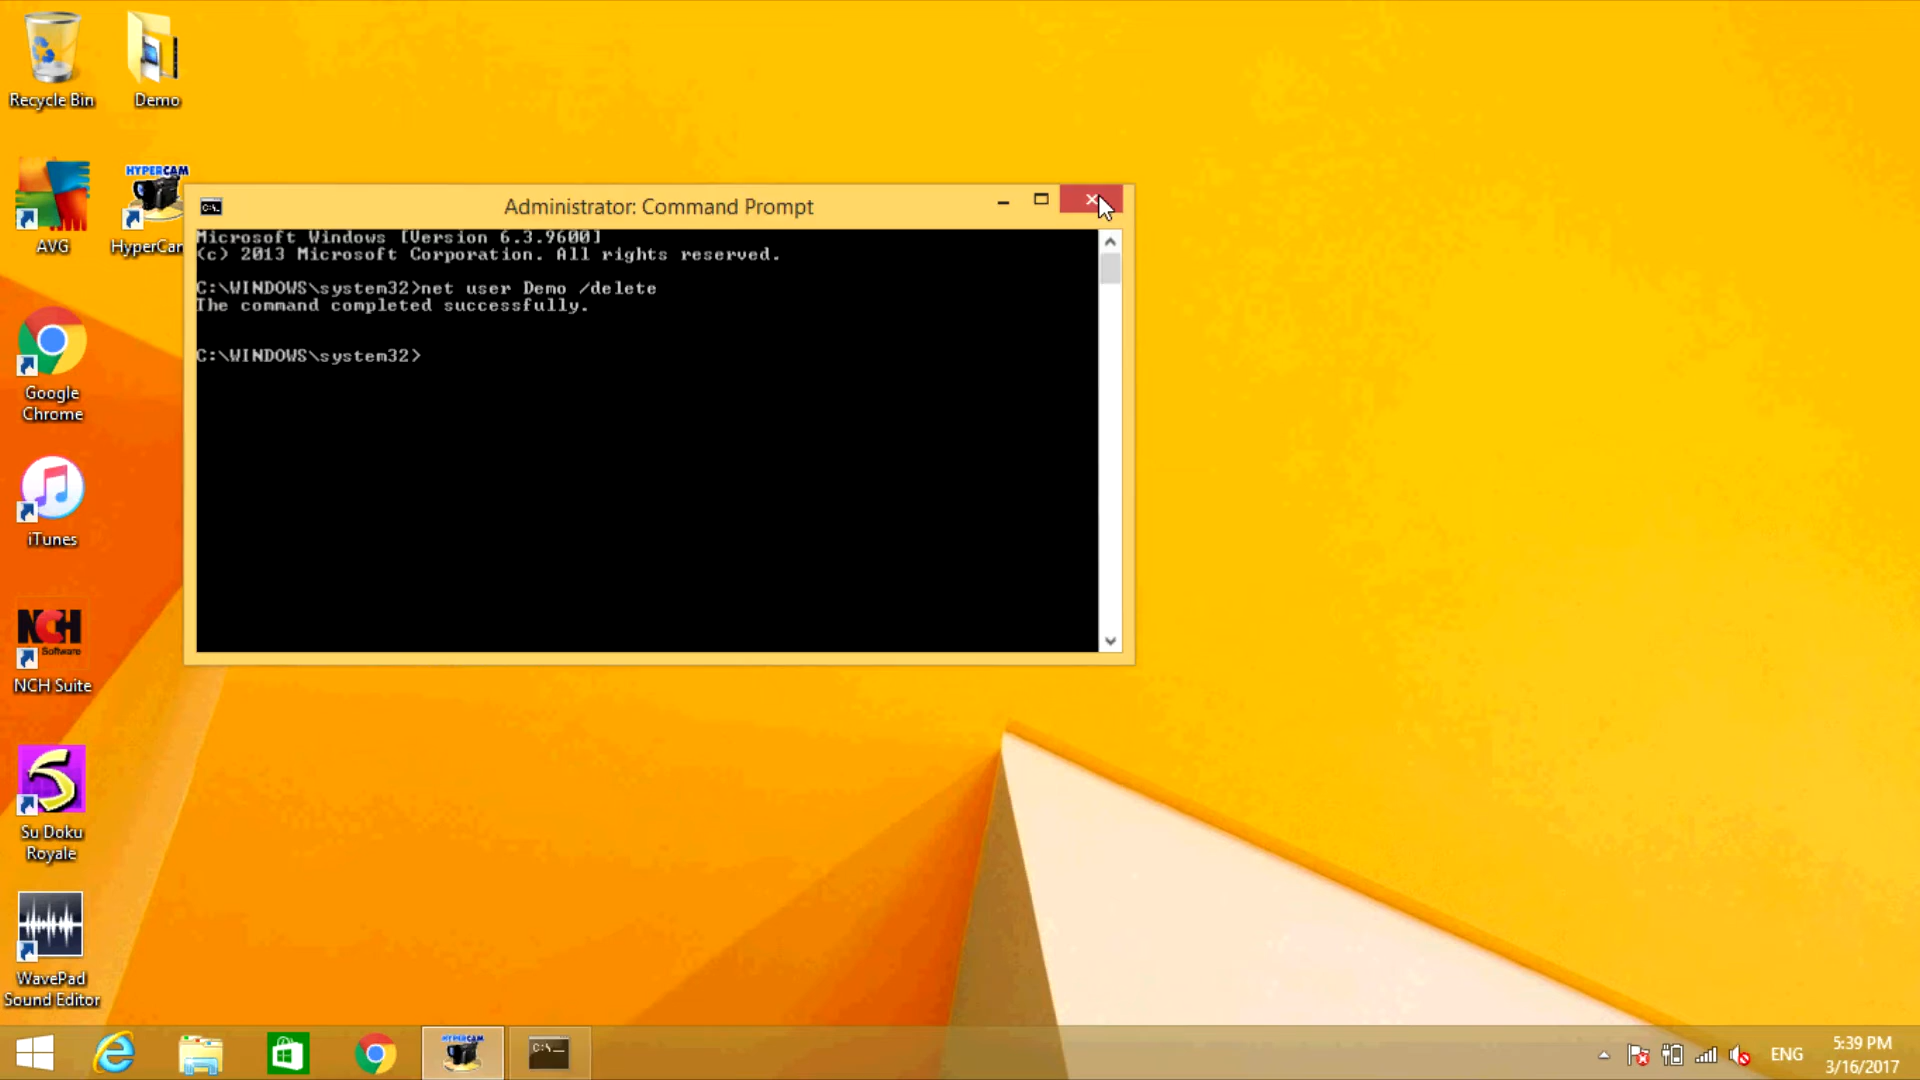 Recycle Bin
Demo
AVG
HYPERCAM
HyperCam
Administrator: Command Prompt
C:\.
Microsoft Windows [Version 6.3.9600]
(c) 2013 Microsoft Corporation. All rights reserved.
C:\WINDOWS\system32>net user Demo /delete
The command completed successfully.
C:\WINDOWS\system32>
Google
Chrome
iTunes
NCH
Software
NCH Suite
Su Doku
Royale
WavePad
Sound Editor
HYPERCAM
C:\.
ENG
5:39 PM
3/16/2017